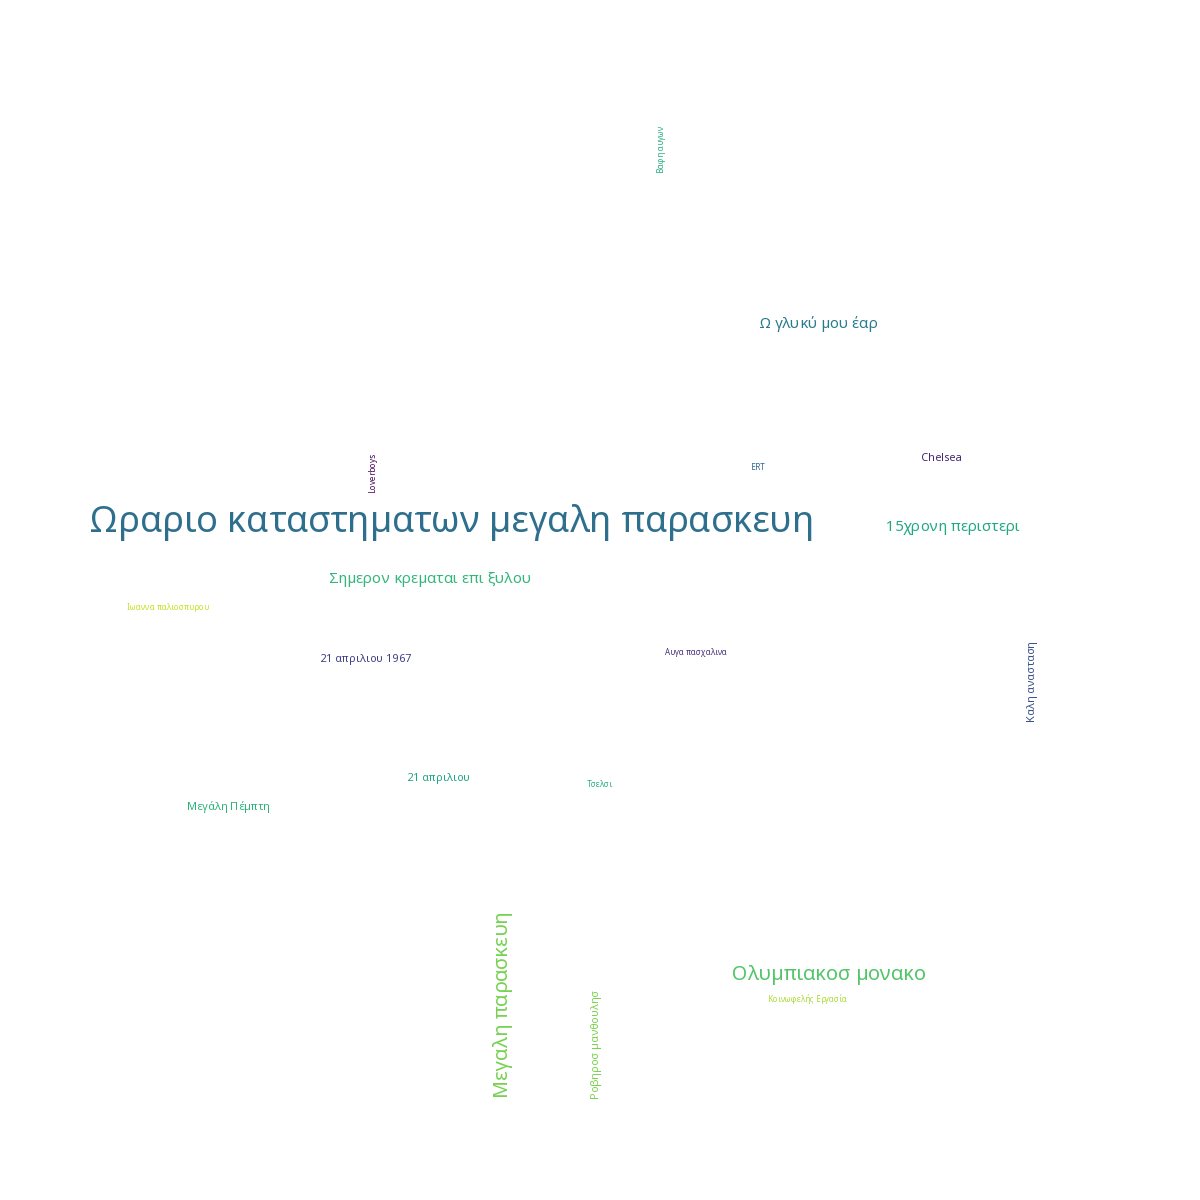 Βαφη αυγων
Ω γλυκύ μου έαρ
Chelsea
Loverboys
ERT
Ωραριο καταστηματων μεγαλη παρασκευη
15χρονη περιστερι
Σημερον κρεμαται επι ξυλου
Ιωαννα παλιοσπυρου
21 απριλιου 1967
Αυγα πασχαλινα
Καλη ανασταση
21 απριλιου
Τσελσι
Μεγάλη Πέμπτη
Μεγαλη παρασκευη
Ολυμπιακοσ μονακο
Κοινωφελής Εργασία
Ροβηροσ μανθουλησ